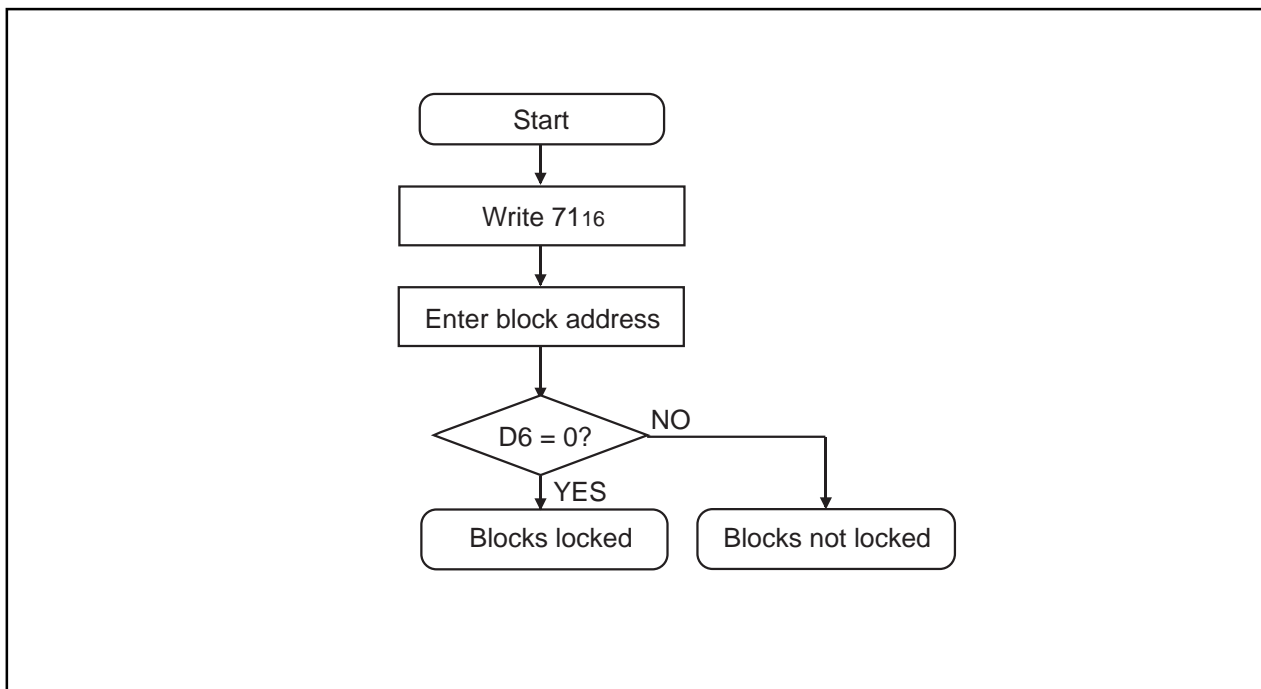 Start
Write 7116
Enter block address
D6 = 0?
NO
YES
Blocks locked
Blocks not locked